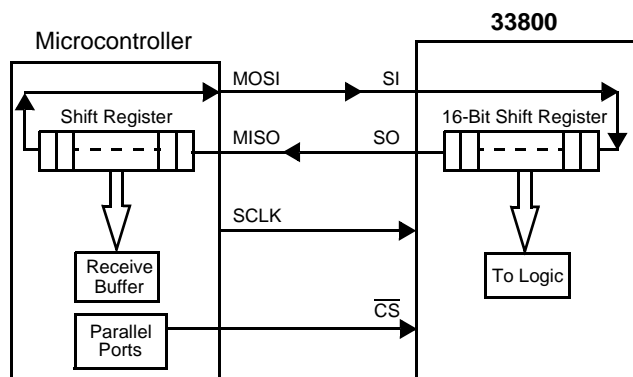 33800
Microcontroller
MOSI
SI
Shift Register
16-Bit Shift Register
MISO
SO
SCLK
Receive
Buffer
To Logic
CS
Parallel
Ports